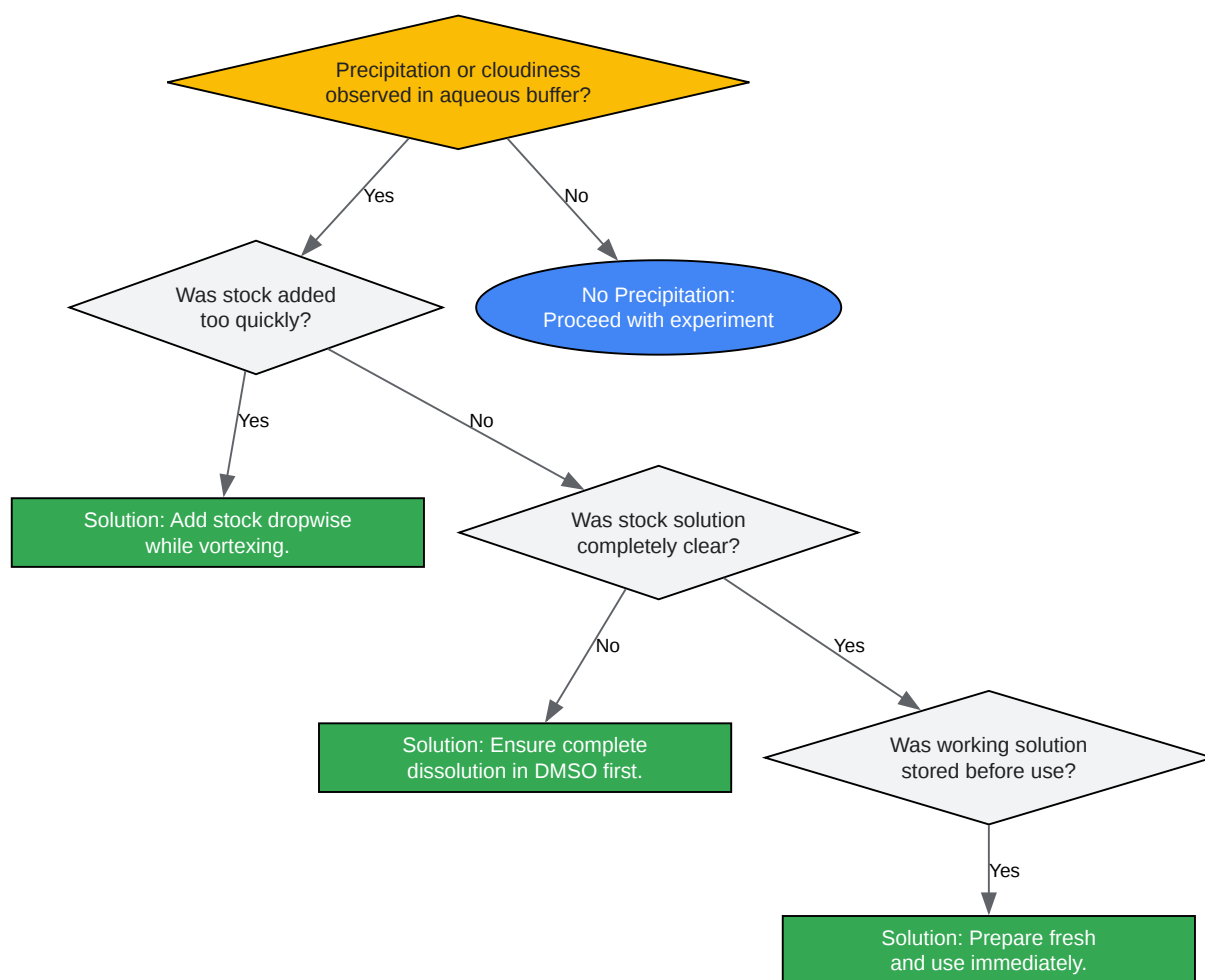 Precipitation or cloudiness
observed in aqueous buffer?
Yes
No
Was stock added
too quickly?
No Precipitation:
Proceed with experiment
Yes
No
Solution: Add stock dropwise
while vortexing.
Was stock solution
completely clear?
No
Yes
Solution: Ensure complete
dissolution in DMSO first.
Was working solution
stored before use?
Yes
Solution: Prepare fresh
and use immediately.